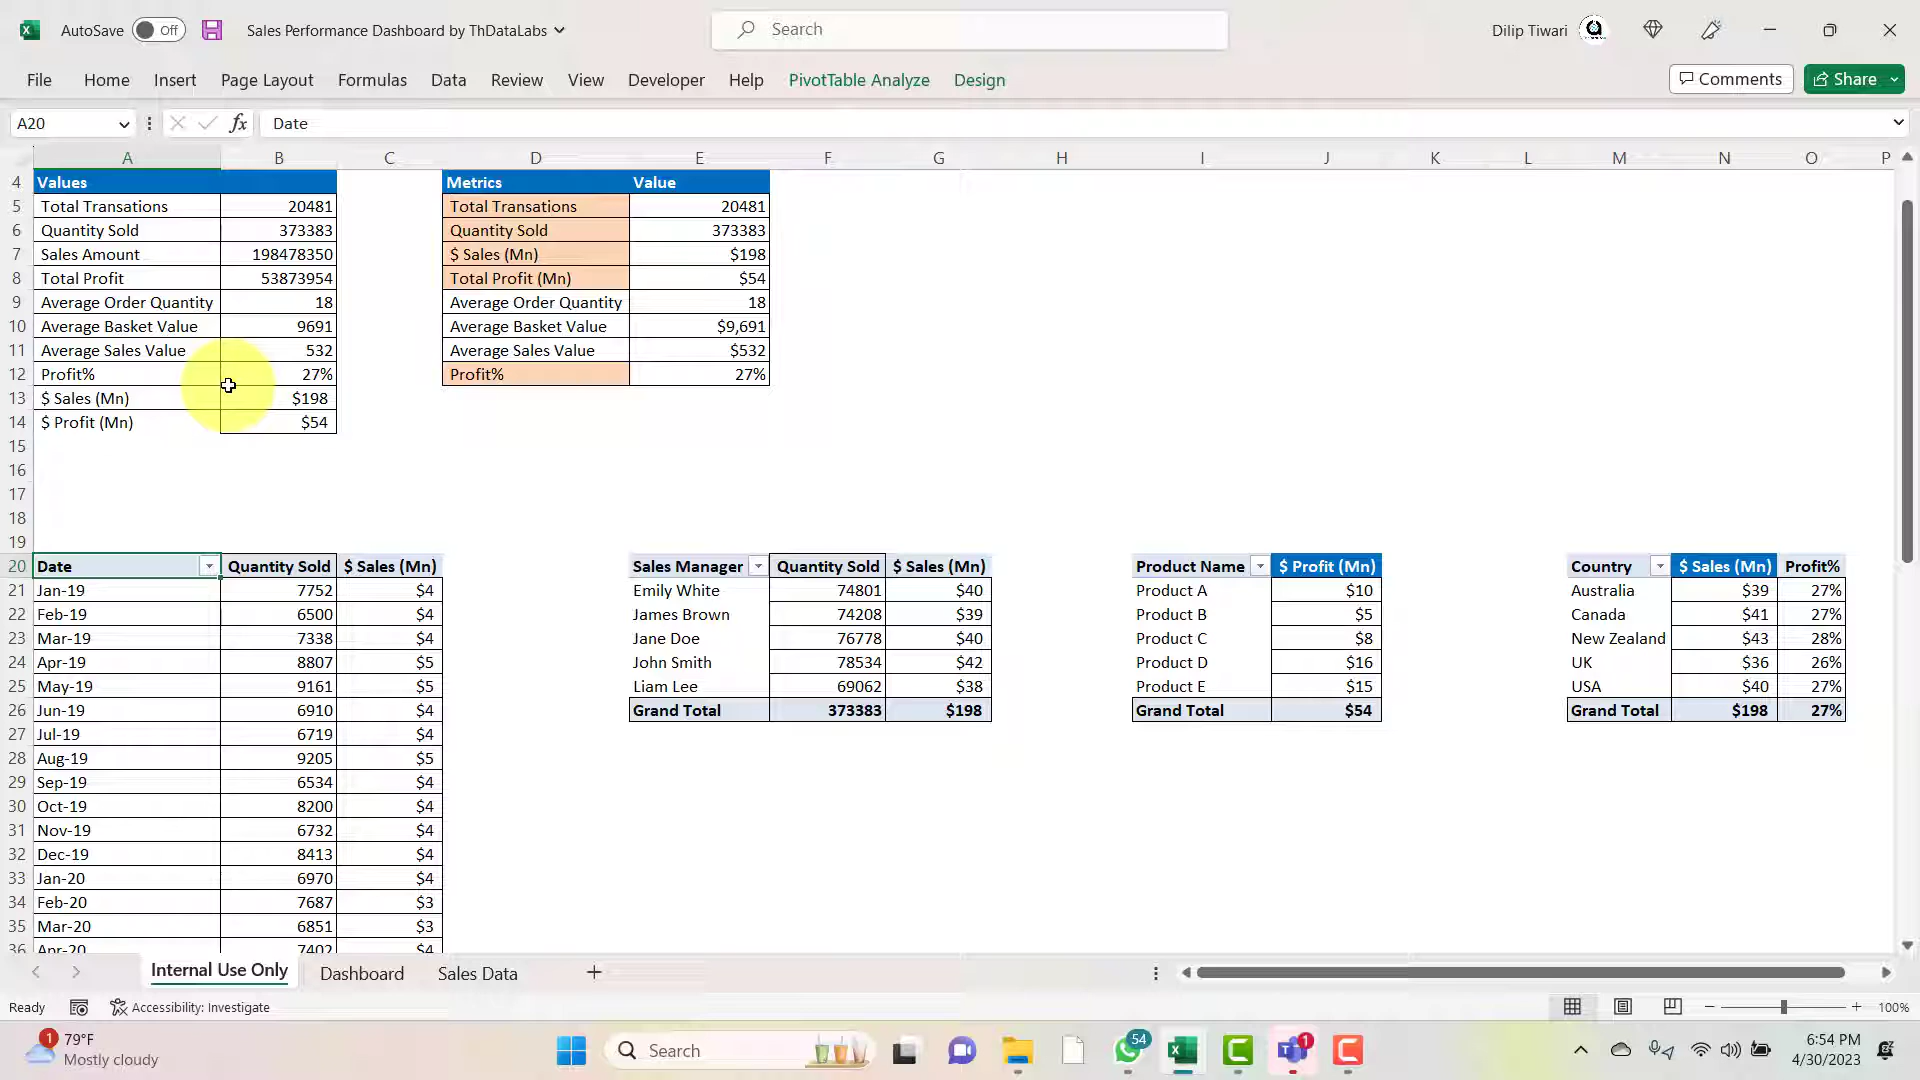 AutoSave Off Sales Performance Dashboard by ThDataLabs Search Dilip Tiwari
File Home Insert Page Layout Formulas Data Review View Developer Help PivotTable Analyze Design Comments Share
A20 fx Date
A B C D E F G H I J K L M N O P
4 Values Metrics Value
5 Total Transations 20481 Total Transations 20481
6 Quantity Sold 373383 Quantity Sold 373383
7 Sales Amount 198478350 $ Sales (Mn) $198
8 Total Profit 53873954 Total Profit (Mn) $54
9 Average Order Quantity 18 Average Order Quantity 18
10 Average Basket Value 9691 Average Basket Value $9,691
11 Average Sales Value 532 Average Sales Value $532
12 Profit% 27% Profit% 27%
13 $ Sales (Mn) $198
14 $ Profit (Mn) $54
15
16
17
18
19
20 Date Quantity Sold $ Sales (Mn) Sales Manager Quantity Sold $ Sales (Mn) Product Name $ Profit (Mn) Country $ Sales (Mn) Profit%
21 Jan-19 7752 $4 Emily White 74801 $40 Product A $10 Australia $39 27%
22 Feb-19 6500 $4 James Brown 74208 $39 Product B $5 Canada $41 27%
23 Mar-19 7338 $4 Jane Doe 76778 $40 Product C $8 New Zealand $43 28%
24 Apr-19 8807 $5 John Smith 78534 $42 Product D $16 UK $36 26%
25 May-19 9161 $5 Liam Lee 69062 $38 Product E $15 USA $40 27%
26 Jun-19 6910 $4 Grand Total 373383 $198 Grand Total $54 Grand Total $198 27%
27 Jul-19 6719 $4
28 Aug-19 9205 $5
29 Sep-19 6534 $4
30 Oct-19 8200 $4
31 Nov-19 6732 $4
32 Dec-19 8413 $4
33 Jan-20 6970 $4
34 Feb-20 7687 $3
35 Mar-20 6851 $3
36 Apr-20 7402 $4
Internal Use Only Dashboard Sales Data
Ready Accessibility: Investigate 100%
1 79°F Search 54 1 6:54 PM
Mostly cloudy 4/30/2023